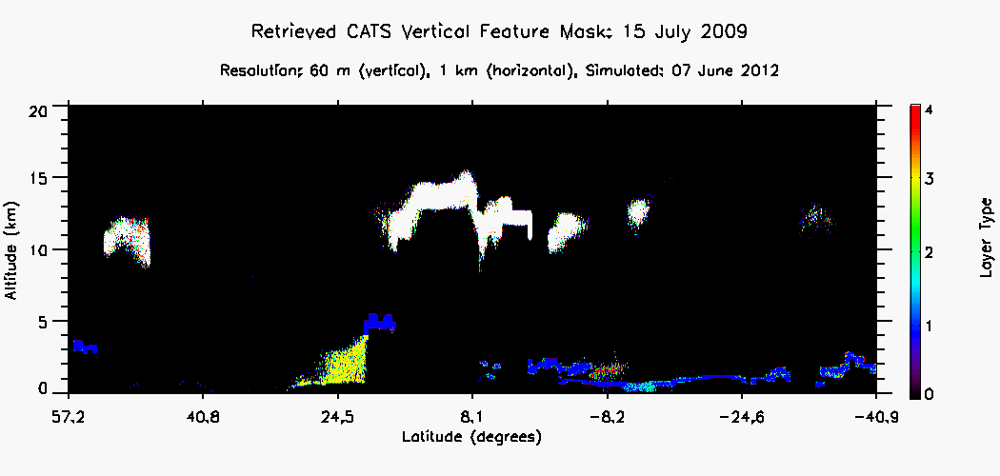 Retrieved CATS Vertical Feature Mask: 15 July 2009
Resolution: 60 m (vertical), 1 km (horizontal), Simulated: 07 June 2012
20
15
10
5
0
Altitude (km)
57.2 40.8 24.5 8.1 -8.2 -24.6 -40.9
Latitude (degrees)
4
3
2
1
0
Layer Type